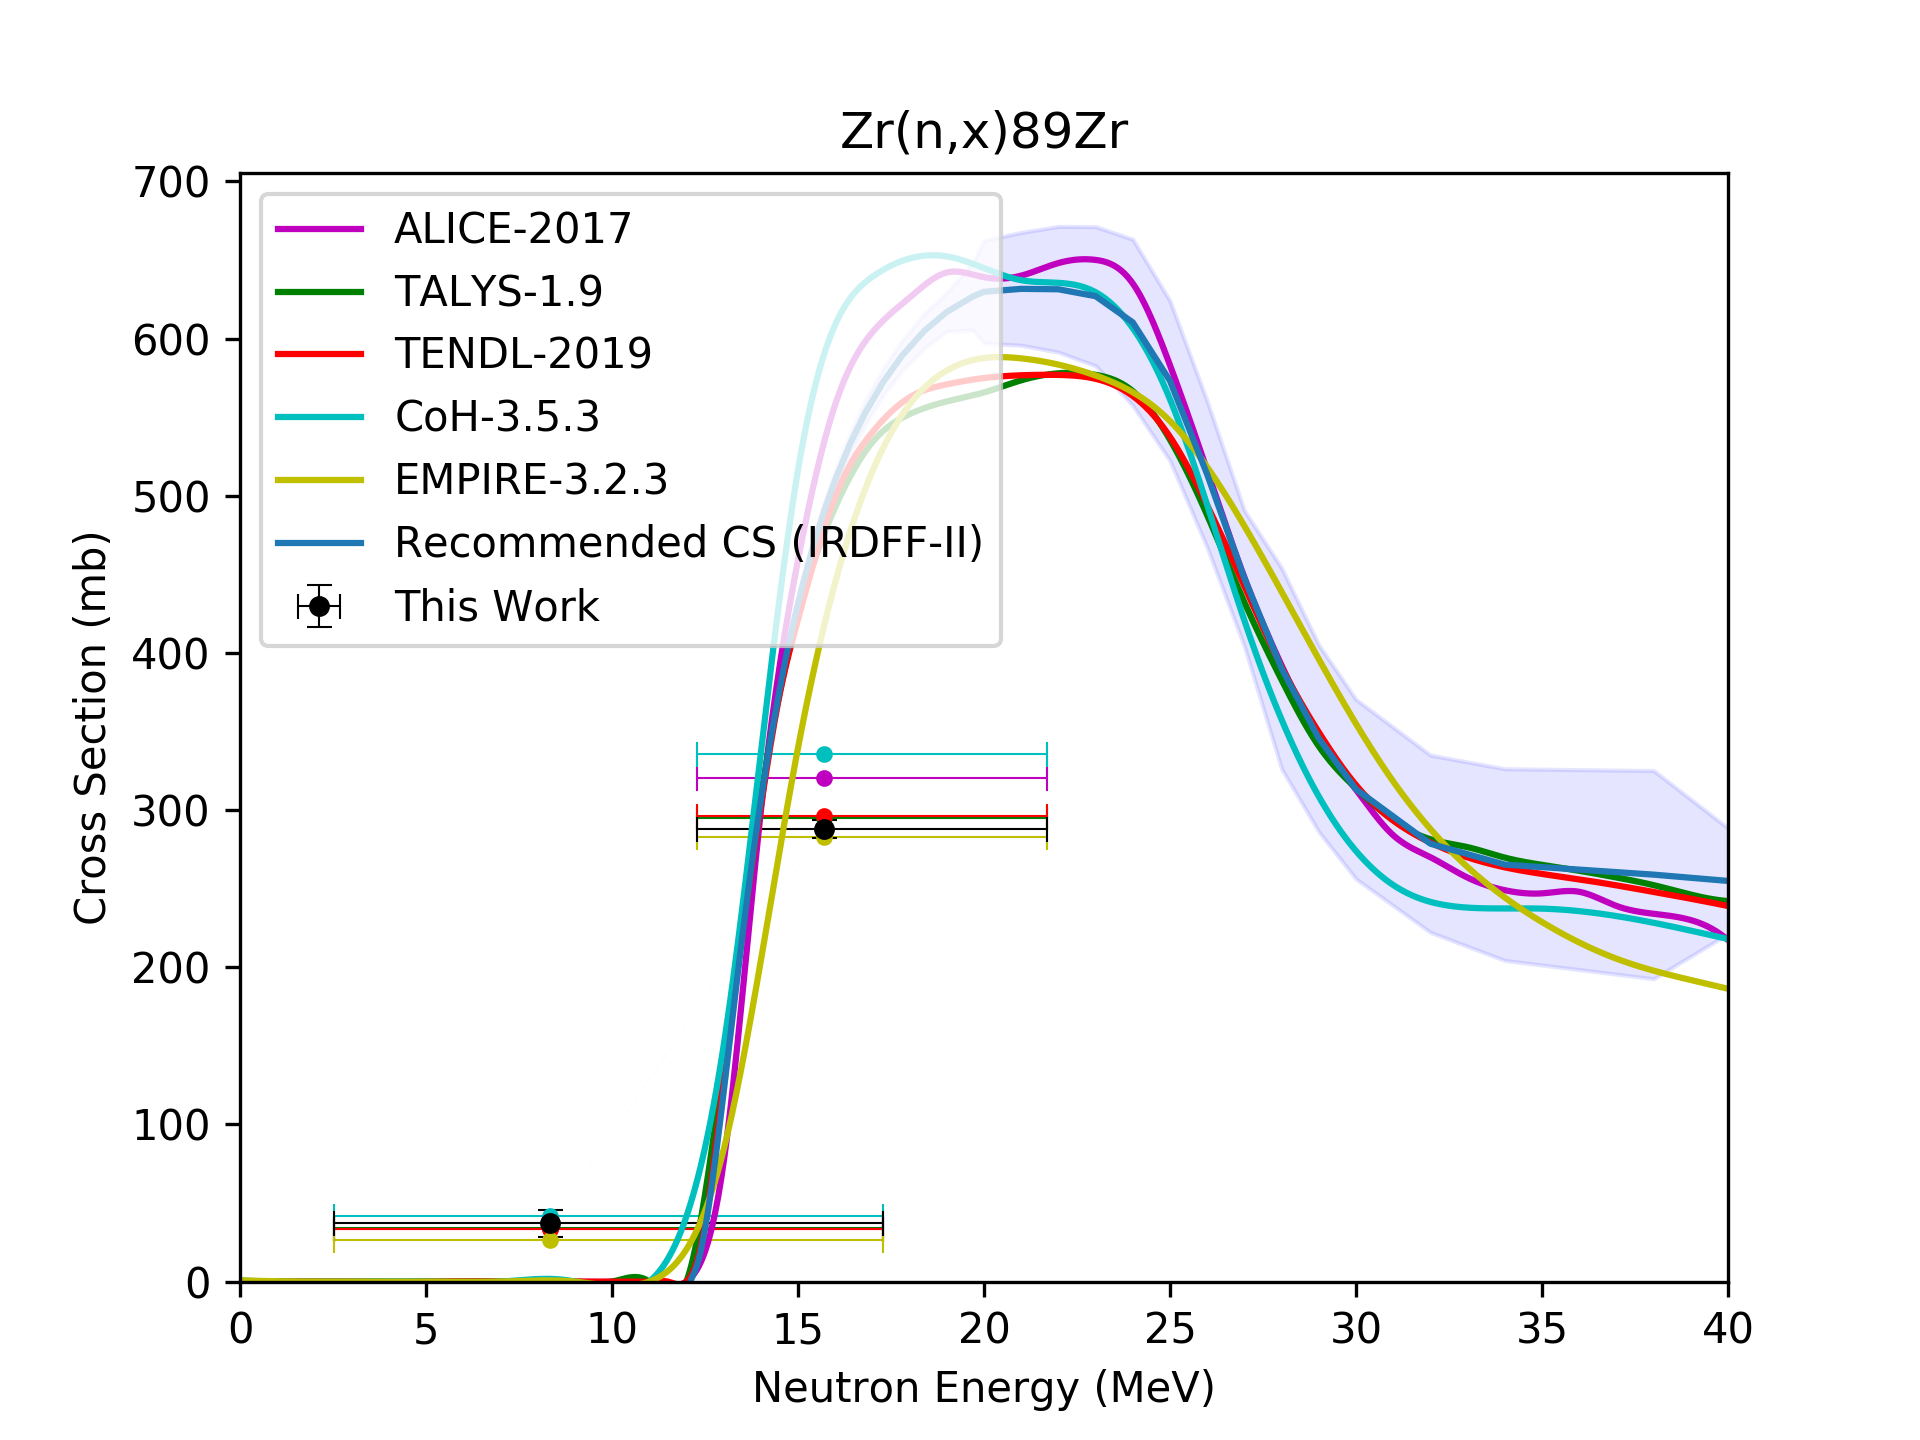 Zr(n,x)89Zr
700
600
500
400
300
200
100
0
Cross Section (mb)
ALICE-2017
TALYS-1.9
TENDL-2019
CoH-3.5.3
EMPIRE-3.2.3
Recommended CS (IRDFF-II)
This Work
0 5 10 15 20 25 30 35 40
Neutron Energy (MeV)